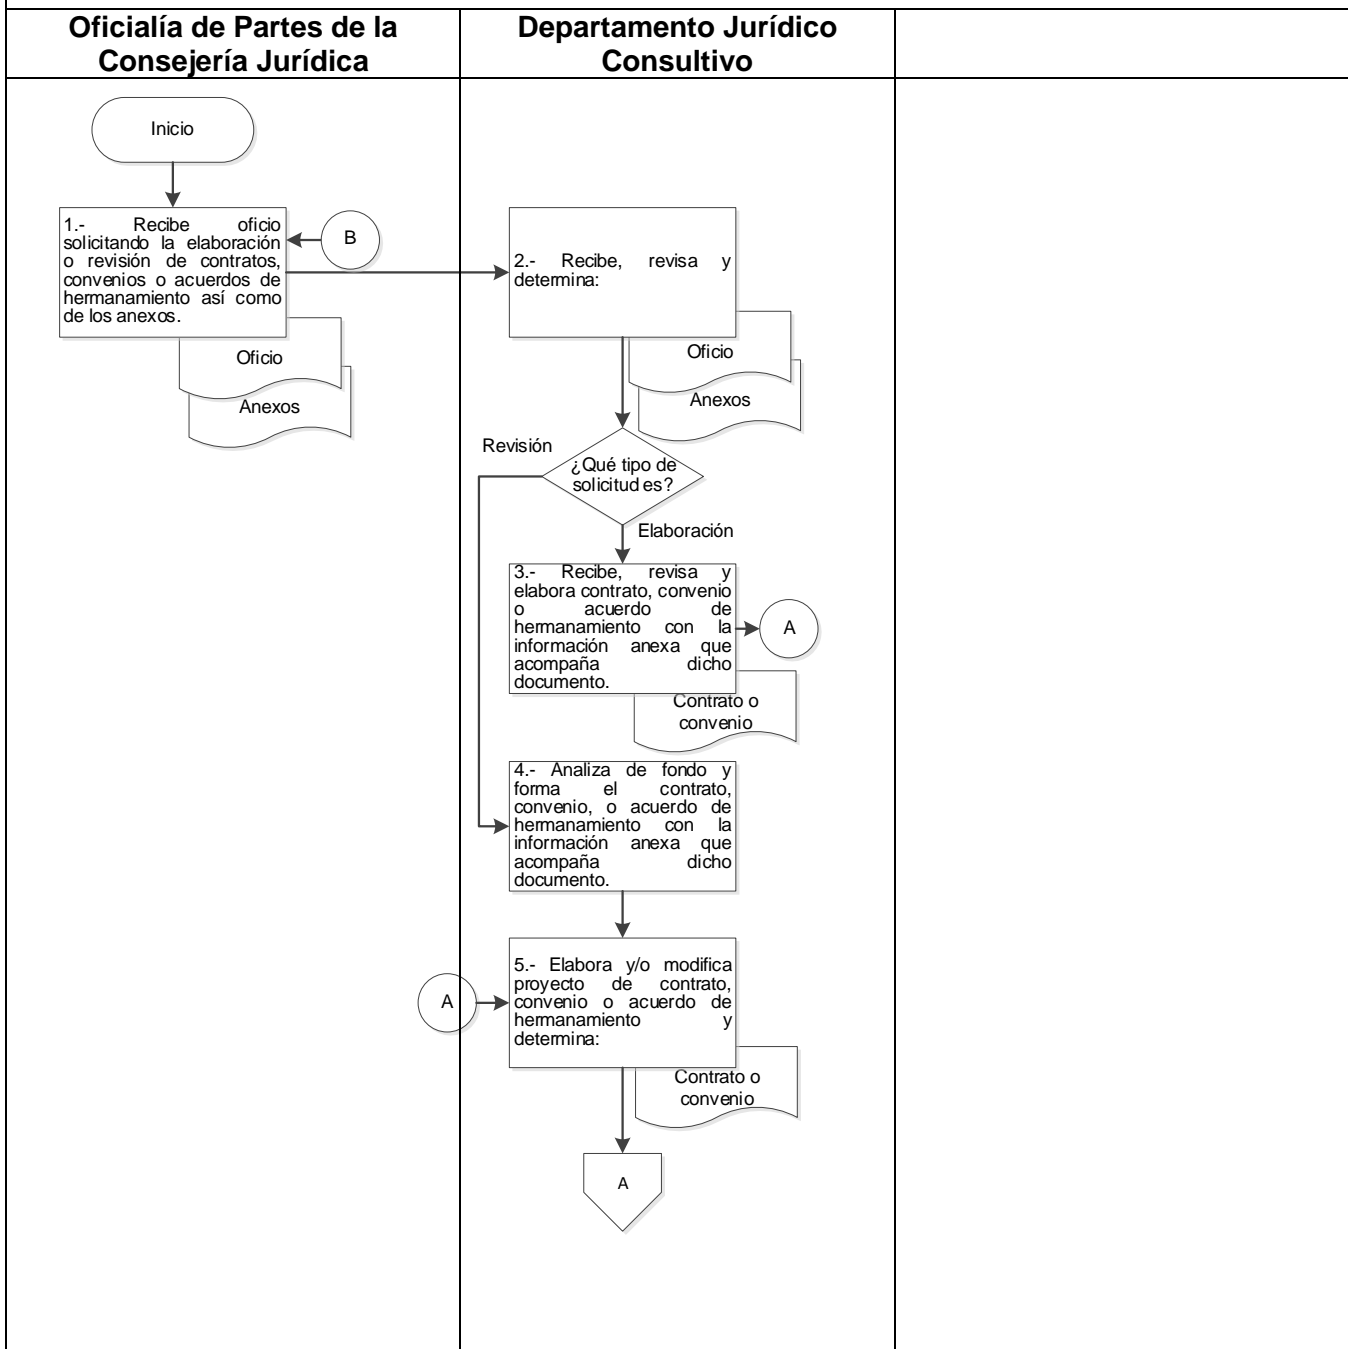 Oficialía de Partes de la
Consejería Jurídica
Departamento Jurídico
Consultivo
Inicio
1.- Recibe oficio
solicitando la elaboración
o revisión de contratos,
convenios o acuerdos de
hermanamiento así como
de los anexos.
B
Oficio
Anexos
2.- Recibe, revisa y
determina:
Oficio
Anexos
Revisión
¿Qué tipo de
solicitud es?
Elaboración
3.- Recibe, revisa y
elabora contrato, convenio
o acuerdo de
hermanamiento con la
información anexa que
acompaña dicho
documento.
A
Contrato o
convenio
4.- Analiza de fondo y
forma el contrato,
convenio, o acuerdo de
hermanamiento con la
información anexa que
acompaña dicho
documento.
A
5.- Elabora y/o modifica
proyecto de contrato,
convenio o acuerdo de
hermanamiento y
determina:
Contrato o
convenio
A